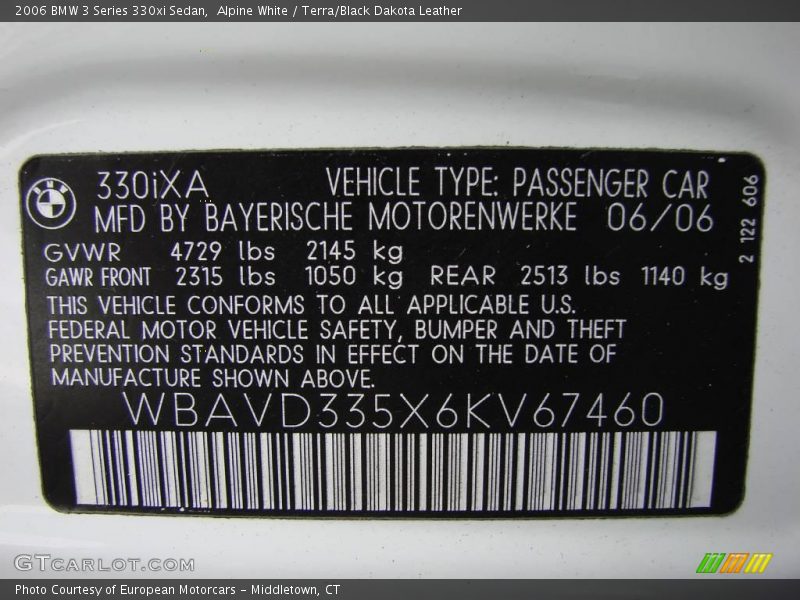 2006 BMW 3 Series 330xi Sedan,  Alpine White / Terra/Black Dakota Leather
BMW
330iXA VEHICLE TYPE: PASSENGER CAR
MFD BY BAYERISCHE MOTORENWERKE 06/06
2 122 606
GVWR 4729 lbs 2145 kg
GAWR FRONT 2315 lbs 1050 kg REAR 2513 lbs 1140 kg
THIS VEHICLE CONFORMS TO ALL APPLICABLE U.S.
FEDERAL MOTOR VEHICLE SAFETY, BUMPER AND THEFT
PREVENTION STANDARDS IN EFFECT ON THE DATE OF
MANUFACTURE SHOWN ABOVE.
WBAVD335X6KV67460
GTCARLOT.COM
Photo Courtesy of European Motorcars - Middletown, CT